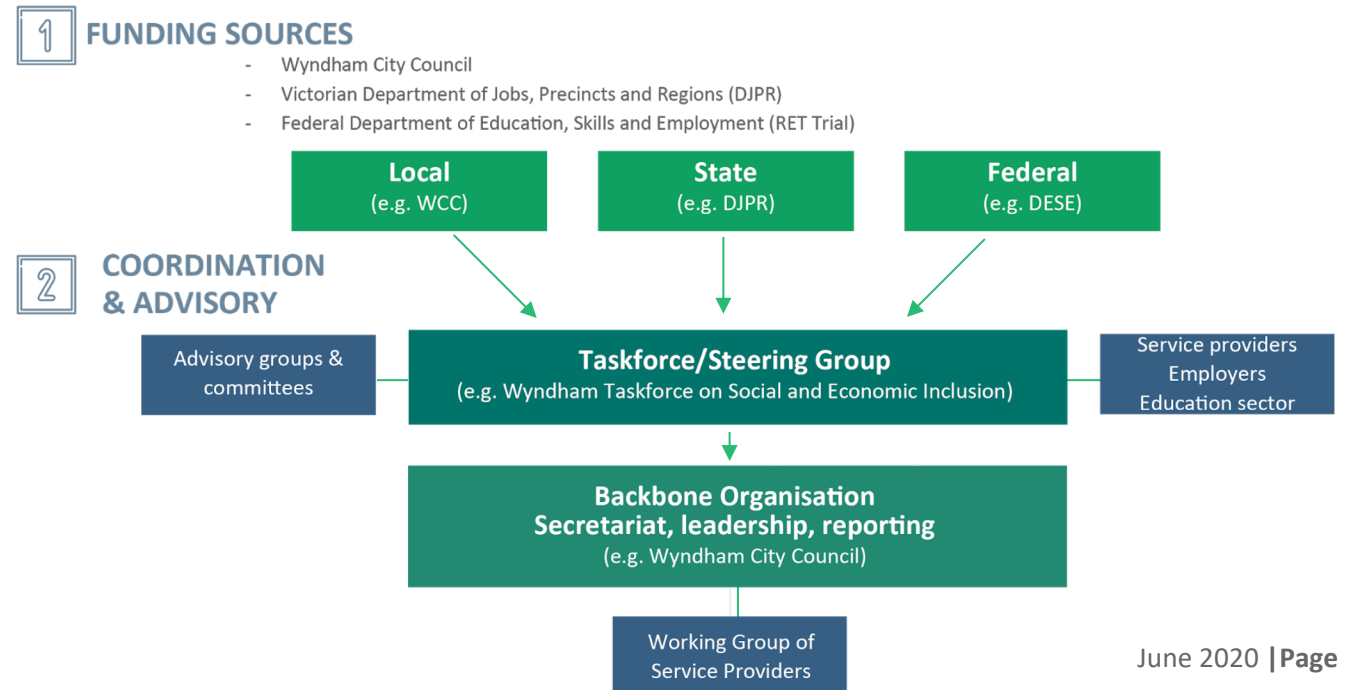 1 FUNDING SOURCES
- Wyndham City Council
- Victorian Department of Jobs, Precincts and Regions (DJPR)
- Federal Department of Education, Skills and Employment (RET Trial)
Local
(e.g. WCC)
State
(e.g. DJPR)
Federal
(e.g. DESE)
2 COORDINATION
& ADVISORY
Advisory groups &
committees
Taskforce/Steering Group
(e.g. Wyndham Taskforce on Social and Economic Inclusion)
Service providers
Employers
Education sector
Backbone Organisation
Secretariat, leadership, reporting
(e.g. Wyndham City Council)
Working Group of
Service Providers
June 2020 |Page